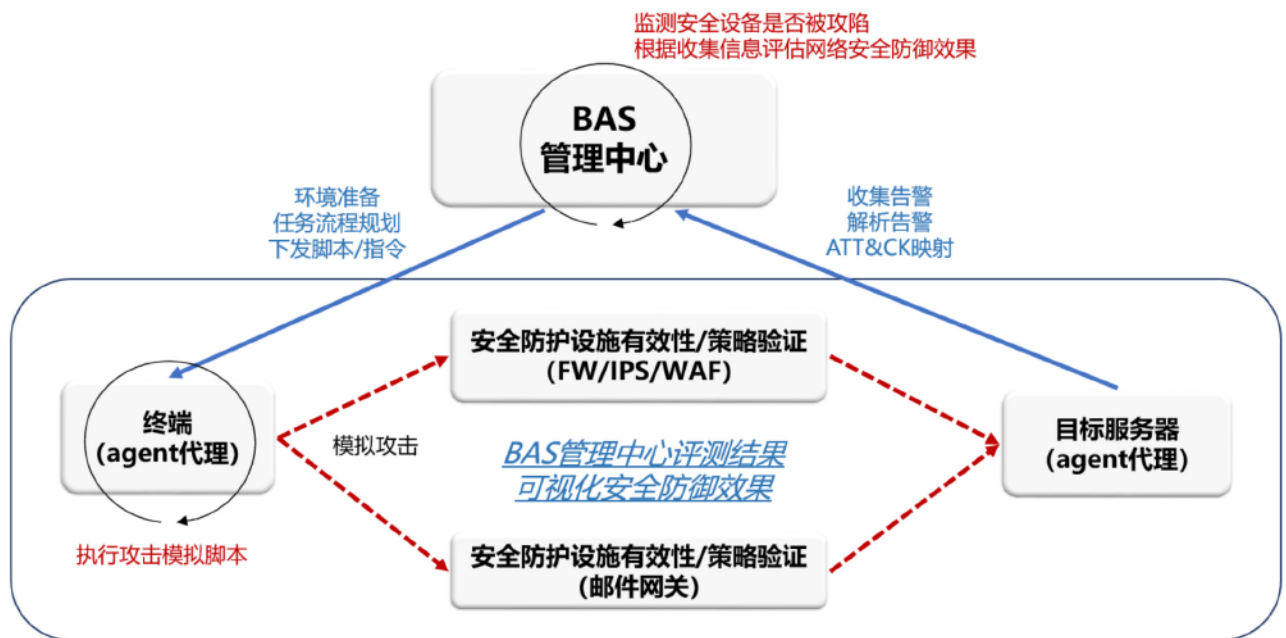 监测安全设备是否被攻陷
根据收集信息评估网络安全防御效果
BAS
管理中心
环境准备
任务流程规划
下发脚本/指令
收集告警
解析告警
ATT&CK映射
安全防护设施有效性/策略验证
(FW/IPS/WAF)
终端
(agent代理)
模拟攻击
BAS管理中心评测结果
可视化安全防御效果
目标服务器
(agent代理)
执行攻击模拟脚本
安全防护设施有效性/策略验证
(邮件网关)